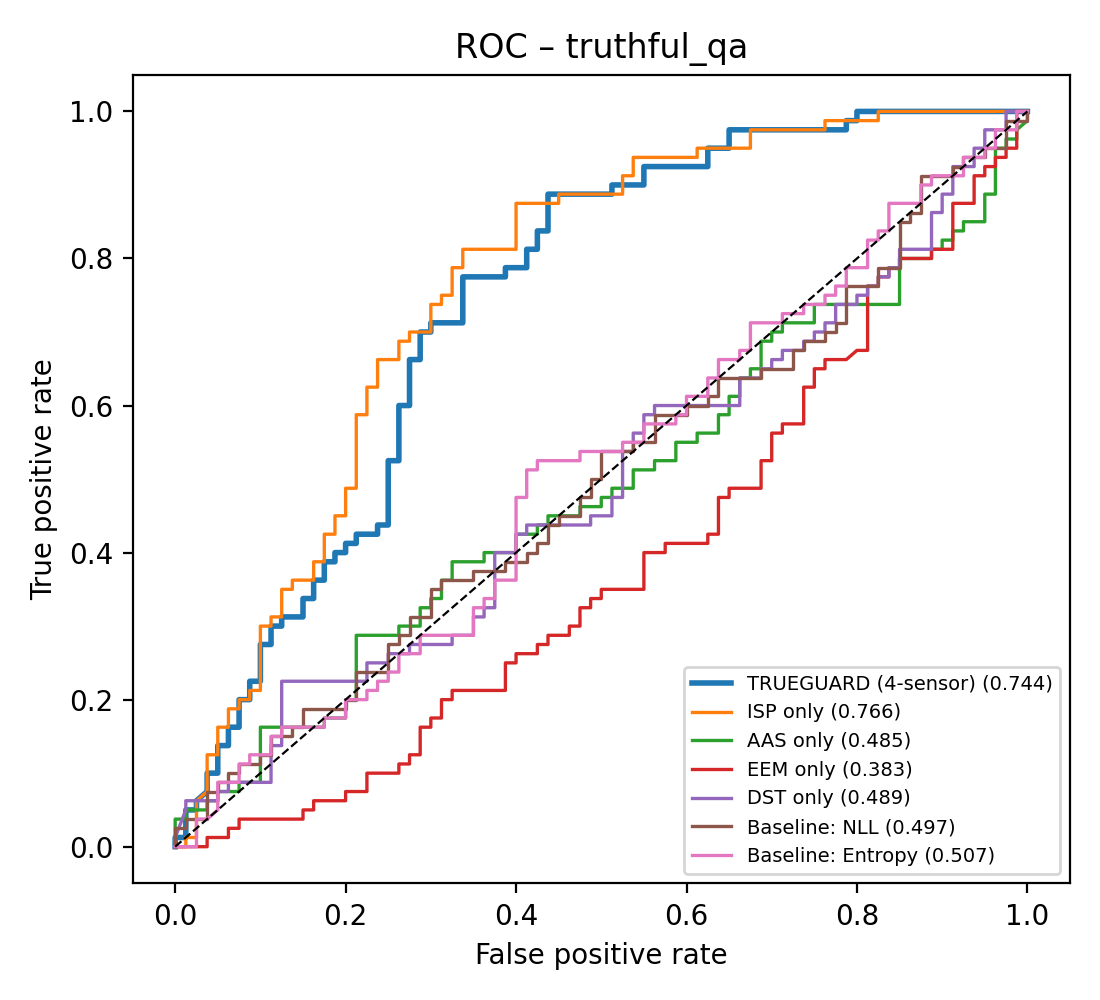 ROC – truthful_qa
True positive rate
1.0
0.8
0.6
0.4
0.2
0.0
TRUEGUARD (4-sensor) (0.744)
ISP only (0.766)
AAS only (0.485)
EEM only (0.383)
DST only (0.489)
Baseline: NLL (0.497)
Baseline: Entropy (0.507)
0.0 0.2 0.4 0.6 0.8 1.0
False positive rate